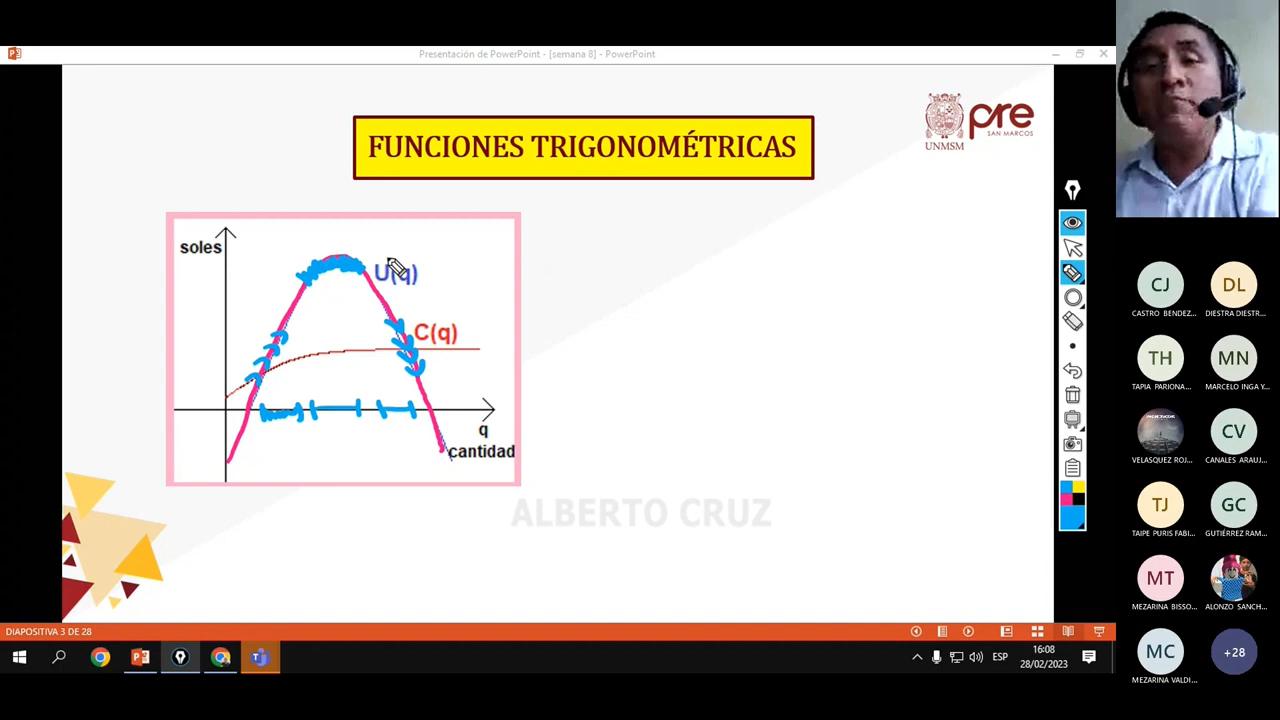 Presentación de PowerPoint - [semana 8] - PowerPoint
FUNCIONES TRIGONOMÉTRICAS
UNMSM
pre
SAN MARCOS
soles
U(q)
C(q)
q
cantidad
ALBERTO CRUZ
CJ
CASTRO BENDEZ...
DL
DIESTRA DIESTR...
TH
TAPIA PARIONA...
MN
MARCELO INGA Y...
VELASQUEZ ROJ...
CV
CANALES ARAUJ...
TJ
TAIPE PURIS FABI...
GC
GUTIÉRREZ RAM...
MT
MEZARINA BISSO...
ALONZO SANCH...
MC
MEZARINA VALDI...
+28
DIAPOSITIVA 3 DE 28
ESP
16:08
28/02/2023